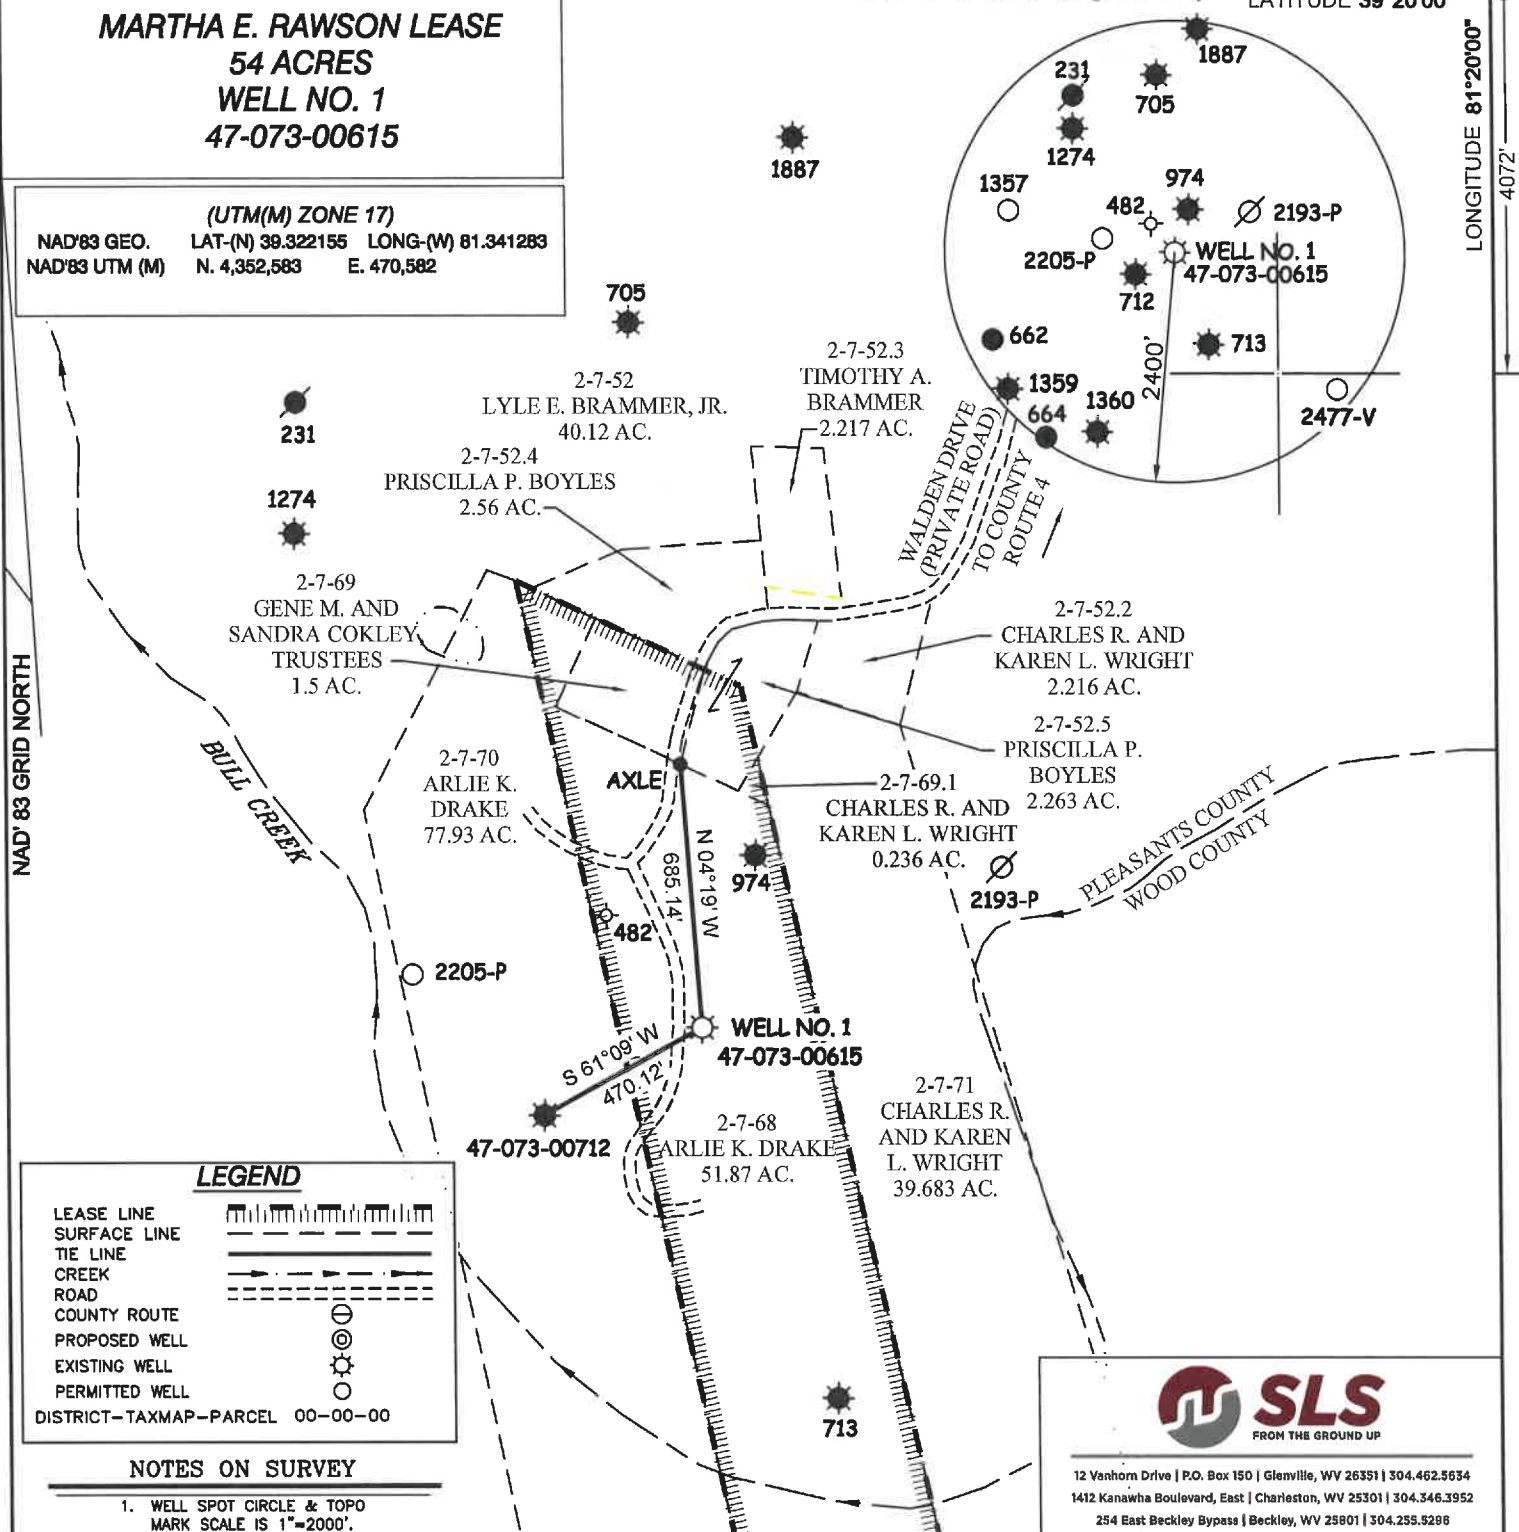 MARTHA E. RAWSON LEASE
54 ACRES
WELL NO. 1
47-073-00615
(UTM(M) ZONE 17)
NAD'83 GEO. LAT-(N) 39.322155 LONG-(W) 81.341283
NAD'83 UTM (M) N. 4,352,583 E. 470,582
LATITUDE 39°20'00"
LONGITUDE 81°20'00"
4072'
1887
231
705
1274
1357
974
482
2193-P
2205-P
WELL NO. 1
47-073-00615
712
662
713
2400'
1359
1360
664
2477-V
1887
705
231
1274
2-7-52
LYLE E. BRAMMER, JR.
40.12 AC.
2-7-52.3
TIMOTHY A.
BRAMMER
2.217 AC.
2-7-52.4
PRISCILLA P. BOYLES
2.56 AC.
WALDEN DRIVE
(PRIVATE ROAD)
TO COUNTY
ROUTE 4
2-7-69
GENE M. AND
SANDRA COKLEY
TRUSTEES
1.5 AC.
2-7-52.2
CHARLES R. AND
KAREN L. WRIGHT
2.216 AC.
2-7-52.5
PRISCILLA P.
BOYLES
2.263 AC.
NAD' 83 GRID NORTH
BULL CREEK
2-7-70
ARLIE K.
DRAKE
77.93 AC.
AXLE
2-7-69.1
CHARLES R. AND
KAREN L. WRIGHT
0.236 AC.
PLEASANTS COUNTY
WOOD COUNTY
N 04°19' W
685.14'
974
2193-P
482
2205-P
WELL NO. 1
47-073-00615
S 61°09' W
470.12'
47-073-00712
2-7-68
ARLIE K. DRAKE
51.87 AC.
2-7-71
CHARLES R.
AND KAREN
L. WRIGHT
39.683 AC.
713
LEGEND
LEASE LINE
SURFACE LINE
TIE LINE
CREEK
ROAD
COUNTY ROUTE
PROPOSED WELL
EXISTING WELL
PERMITTED WELL
DISTRICT-TAXMAP-PARCEL 00-00-00
NOTES ON SURVEY
1. WELL SPOT CIRCLE & TOPO
MARK SCALE IS 1"=2000'.
SLS
FROM THE GROUND UP
12 Vanhorn Drive | P.O. Box 150 | Glenville, WV 26351 | 304.462.5634
1412 Kanawha Boulevard, East | Charleston, WV 25301 | 304.346.3952
254 East Beckley Bypass | Beckley, WV 25801 | 304.255.5296